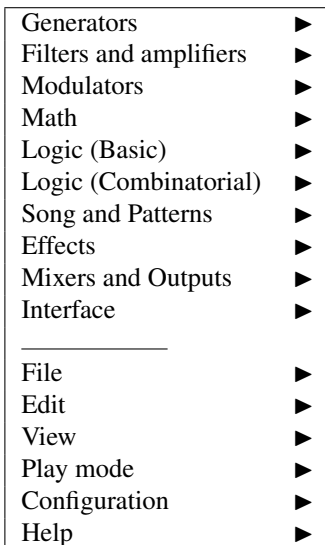 Generators ▶
Filters and amplifiers ▶
Modulators ▶
Math ▶
Logic (Basic) ▶
Logic (Combinatorial) ▶
Song and Patterns ▶
Effects ▶
Mixers and Outputs ▶
Interface ▶
File ▶
Edit ▶
View ▶
Play mode ▶
Configuration ▶
Help ▶